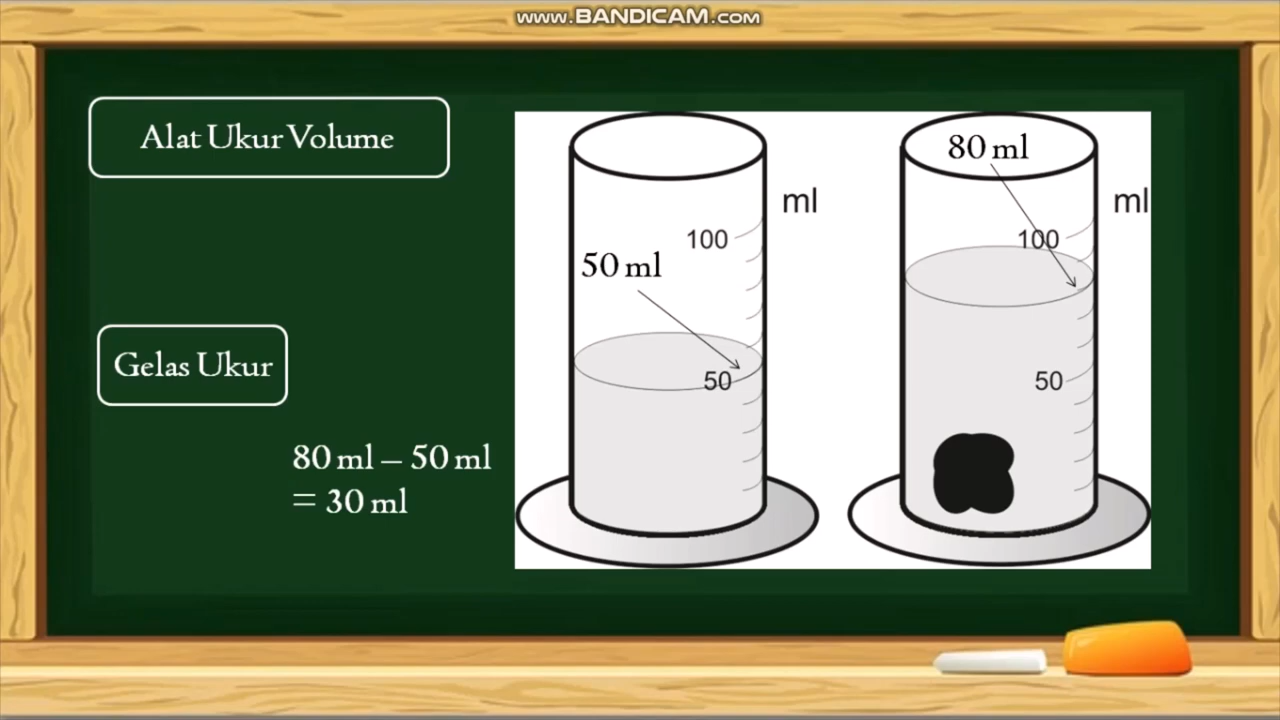 www.BANDICAM.com
Alat Ukur Volume
80 ml
ml
ml
100
100
50 ml
Gelas Ukur
50
50
80 ml – 50 ml
= 30 ml